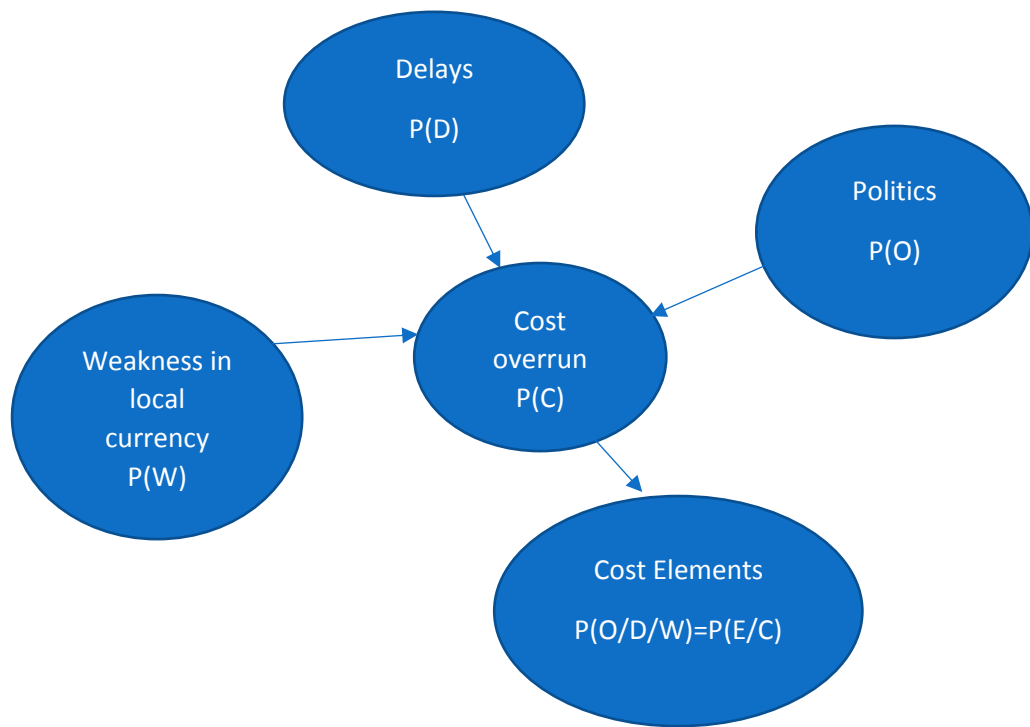 Delays
P(D)
Politics
P(O)
Cost
overrun
P(C)
Weakness in
local
currency
P(W)
Cost Elements
P(O/D/W)=P(E/C)